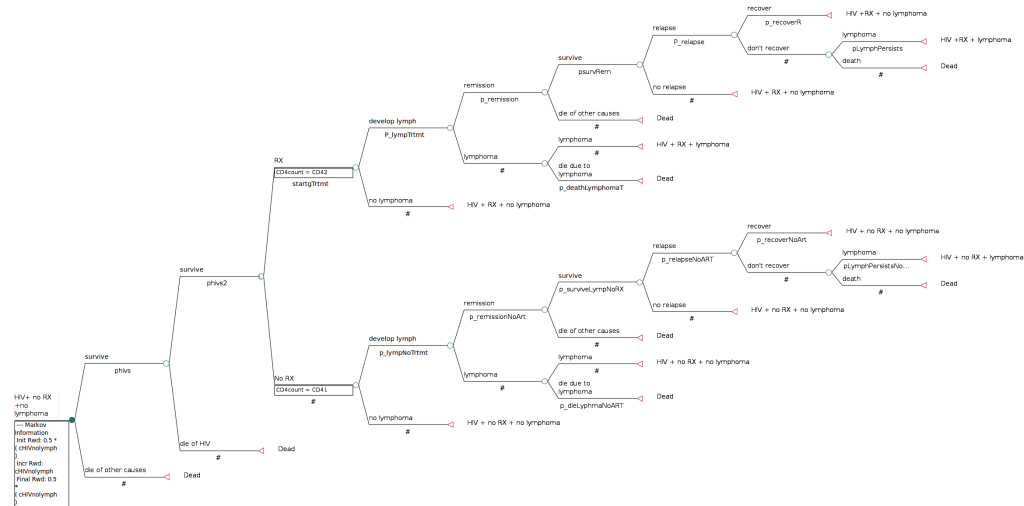 recover
p_recoverR
HIV +RX + no lymphoma
relapse
P_relapse
don't recover
#
lymphoma
pLymphPersists
HIV +RX + lymphoma
death
#
Dead
survive
psurvRem
no relapse
#
HIV + RX + no lymphoma
remission
p_remission
die of other causes
#
Dead
develop lymph
P_lympTrtmt
lymphoma
#
lymphoma
#
HIV + RX + lymphoma
die due to
lymphoma
p_deathLymphomaT
Dead
RX
CD4count = CD42
startgTrtmt
no lymphoma
#
HIV + RX + no lymphoma
survive
phivs2
recover
p_recoverNoArt
HIV + no RX + no lymphoma
relapse
p_relapseNoART
don't recover
#
lymphoma
pLymphPersistsNo...
HIV + no RX + lymphoma
death
#
Dead
survive
p_surviveLympNoRX
no relapse
#
HIV + no RX + no lymphoma
remission
p_remissionNoArt
die of other causes
#
Dead
develop lymph
p_lympNoTrtmt
lymphoma
#
lymphoma
#
HIV + no RX + no lymphoma
die due to
lymphoma
p_dieLyphmaNoART
Dead
No RX
CD4count = CD41
#
no lymphoma
#
HIV + no RX + no lymphoma
survive
phivs
die of HIV
#
Dead
HIV+ no RX
+no
lymphoma
--- Markov
Information
Init Rwd: 0.5 *
( cHIVnolymph
)
Incr Rwd:
cHIVnolymph
Final Rwd: 0.5
*
( cHIVnolymph
)
die of other causes
#
Dead